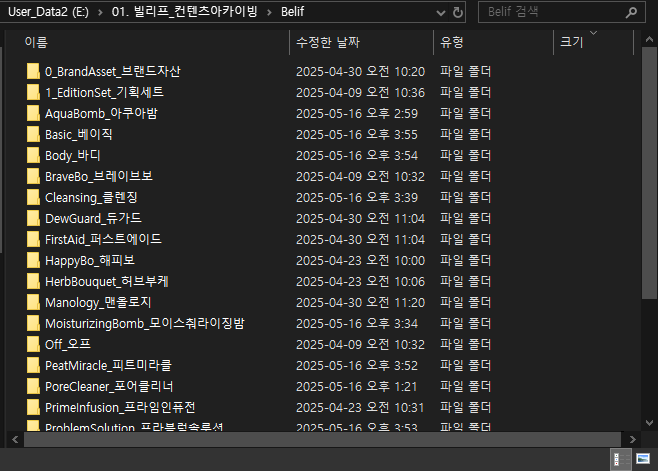 User_Data2 (E:) > 01. 빌리프_컨텐츠아카이빙 > Belif
Belif 검색
이름 수정한 날짜 유형 크기
0_BrandAsset_브랜드자산 2025-04-30 오전 10:20 파일 폴더
1_EditionSet_기획세트 2025-04-09 오전 10:36 파일 폴더
AquaBomb_아쿠아밤 2025-05-16 오후 2:59 파일 폴더
Basic_베이직 2025-05-16 오후 3:55 파일 폴더
Body_바디 2025-05-16 오후 3:54 파일 폴더
BraveBo_브레이브보 2025-04-09 오전 10:32 파일 폴더
Cleansing_클렌징 2025-05-16 오후 3:39 파일 폴더
DewGuard_듀가드 2025-04-30 오전 11:04 파일 폴더
FirstAid_퍼스트에이드 2025-04-30 오전 11:04 파일 폴더
HappyBo_해피보 2025-04-23 오전 10:00 파일 폴더
HerbBouquet_허브부케 2025-04-23 오전 10:06 파일 폴더
Manology_맨올로지 2025-04-30 오전 11:20 파일 폴더
MoisturizingBomb_모이스춰라이징밤 2025-05-16 오후 3:34 파일 폴더
Off_오프 2025-04-09 오전 10:32 파일 폴더
PeatMiracle_피트미라클 2025-05-16 오후 3:52 파일 폴더
PoreCleaner_포어클리너 2025-05-16 오후 1:21 파일 폴더
PrimeInfusion_프라임인퓨전 2025-04-23 오전 10:31 파일 폴더
ProblemSolution_프라브럼솔루션 2025-05-16 오후 3:53 파일 폴더